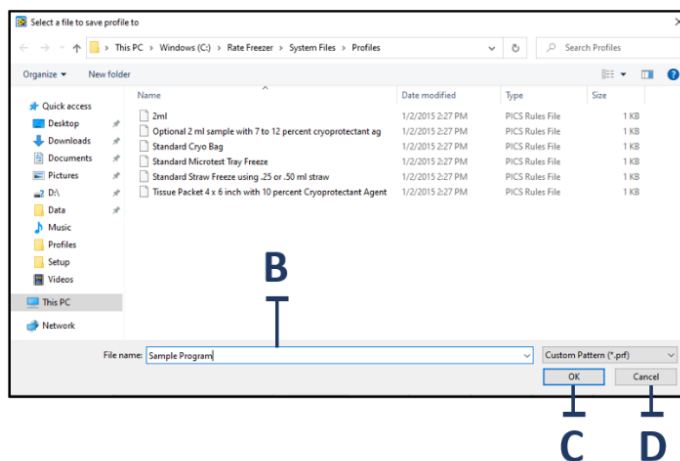 Select a file to save profile to
This PC > Windows (C:) > Rate Freezer > System Files > Profiles
Search Profiles
Organize
New folder
Name
Date modified
Type
Size
Quick access
Desktop
Downloads
Documents
Pictures
D:\
Data
Music
Profiles
Setup
Videos
This PC
Network
2ml 1/2/2015 2:27 PM PICS Rules File 1 KB
Optional 2 ml sample with 7 to 12 percent cryoprotectant ag 1/2/2015 2:27 PM PICS Rules File 1 KB
Standard Cryo Bag 1/2/2015 2:27 PM PICS Rules File 1 KB
Standard Microtest Tray Freeze 1/2/2015 2:27 PM PICS Rules File 1 KB
Standard Straw Freeze using .25 or .50 ml straw 1/2/2015 2:27 PM PICS Rules File 1 KB
Tissue Packet 4 x 6 inch with 10 percent Cryoprotectant Agent 1/2/2015 2:27 PM PICS Rules File 1 KB
B
File name: Sample Program
Custom Pattern (*.prf)
OK
Cancel
C
D